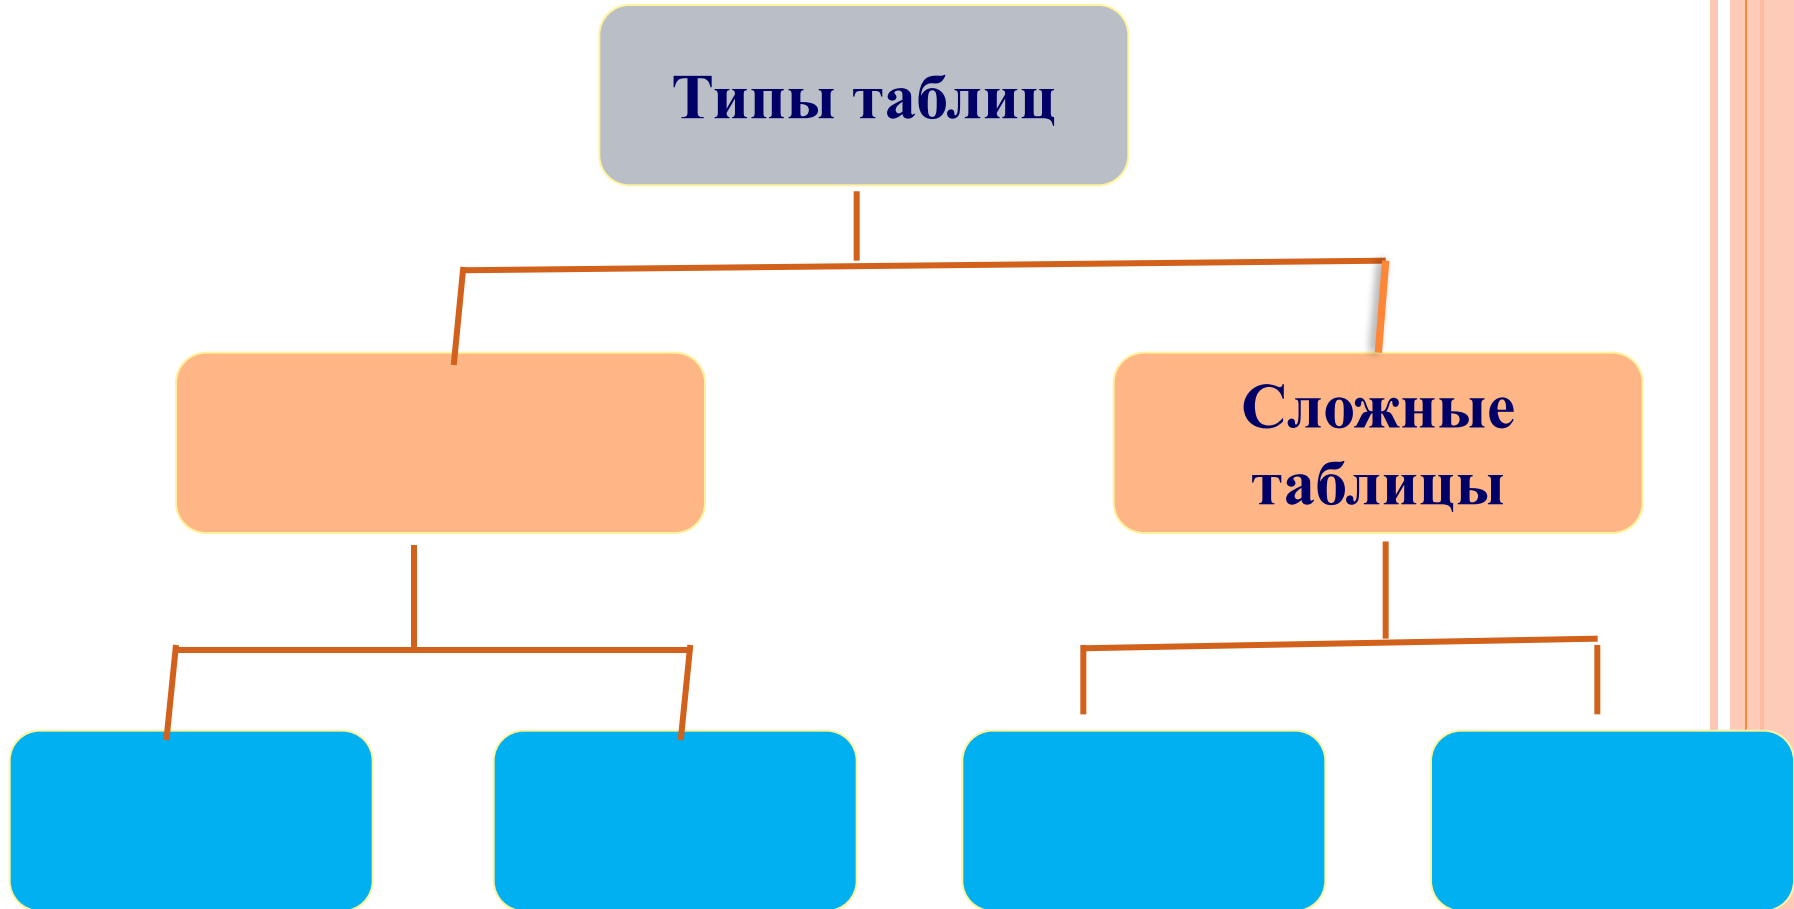 Типы таблиц
Сложные
таблицы